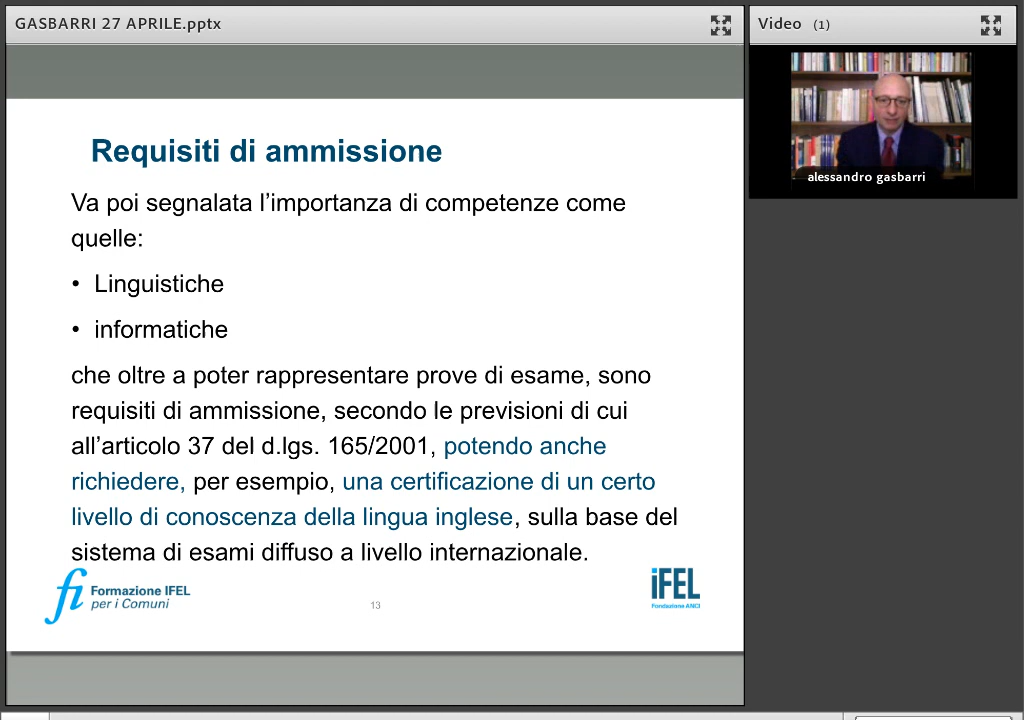 GASBARRI 27 APRILE.pptx
Video (1)
alessandro gasbarri
Requisiti di ammissione
Va poi segnalata l’importanza di competenze come
quelle:
• Linguistiche
• informatiche
che oltre a poter rappresentare prove di esame, sono
requisiti di ammissione, secondo le previsioni di cui
all’articolo 37 del d.lgs. 165/2001, potendo anche
richiedere, per esempio, una certificazione di un certo
livello di conoscenza della lingua inglese, sulla base del
sistema di esami diffuso a livello internazionale.
fi Formazione IFEL
per i Comuni
13
iFEL
Fondazione ANCI